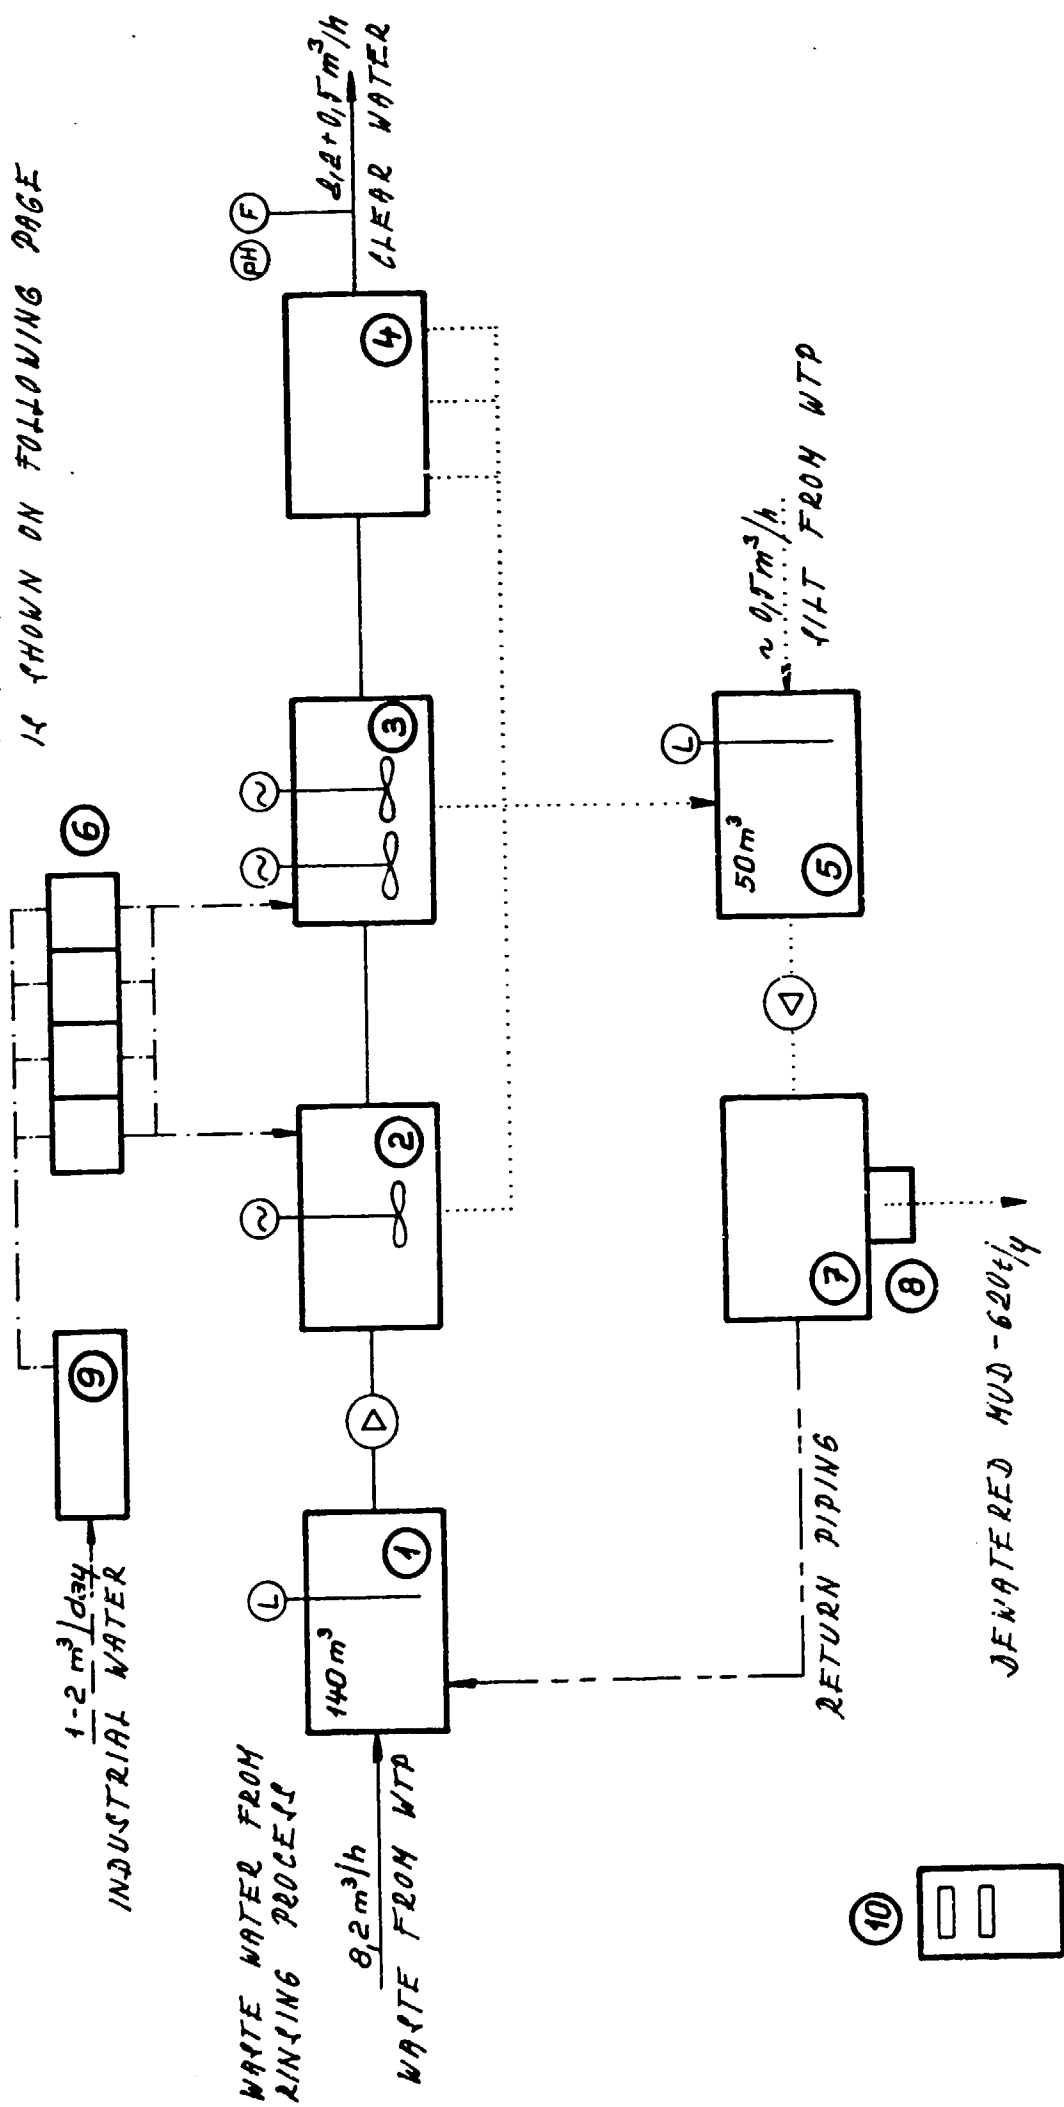 IS SHOWN ON FOLLOWING PAGE
1-2 m³/day
INDUSTRIAL WATER
9
6
WASTE WATER FROM
RINSING PROCESS
8,2 m³/h
WASTE FROM WTP
140m³
L
1
2
3
4
pH
F
8,2+0,5m³/h
CLEAR WATER
RETURN PIPING
7
8
DEWATERED MUD-620t/y
50m³
L
5
~0,5m³/h
SILT FROM WTP
10